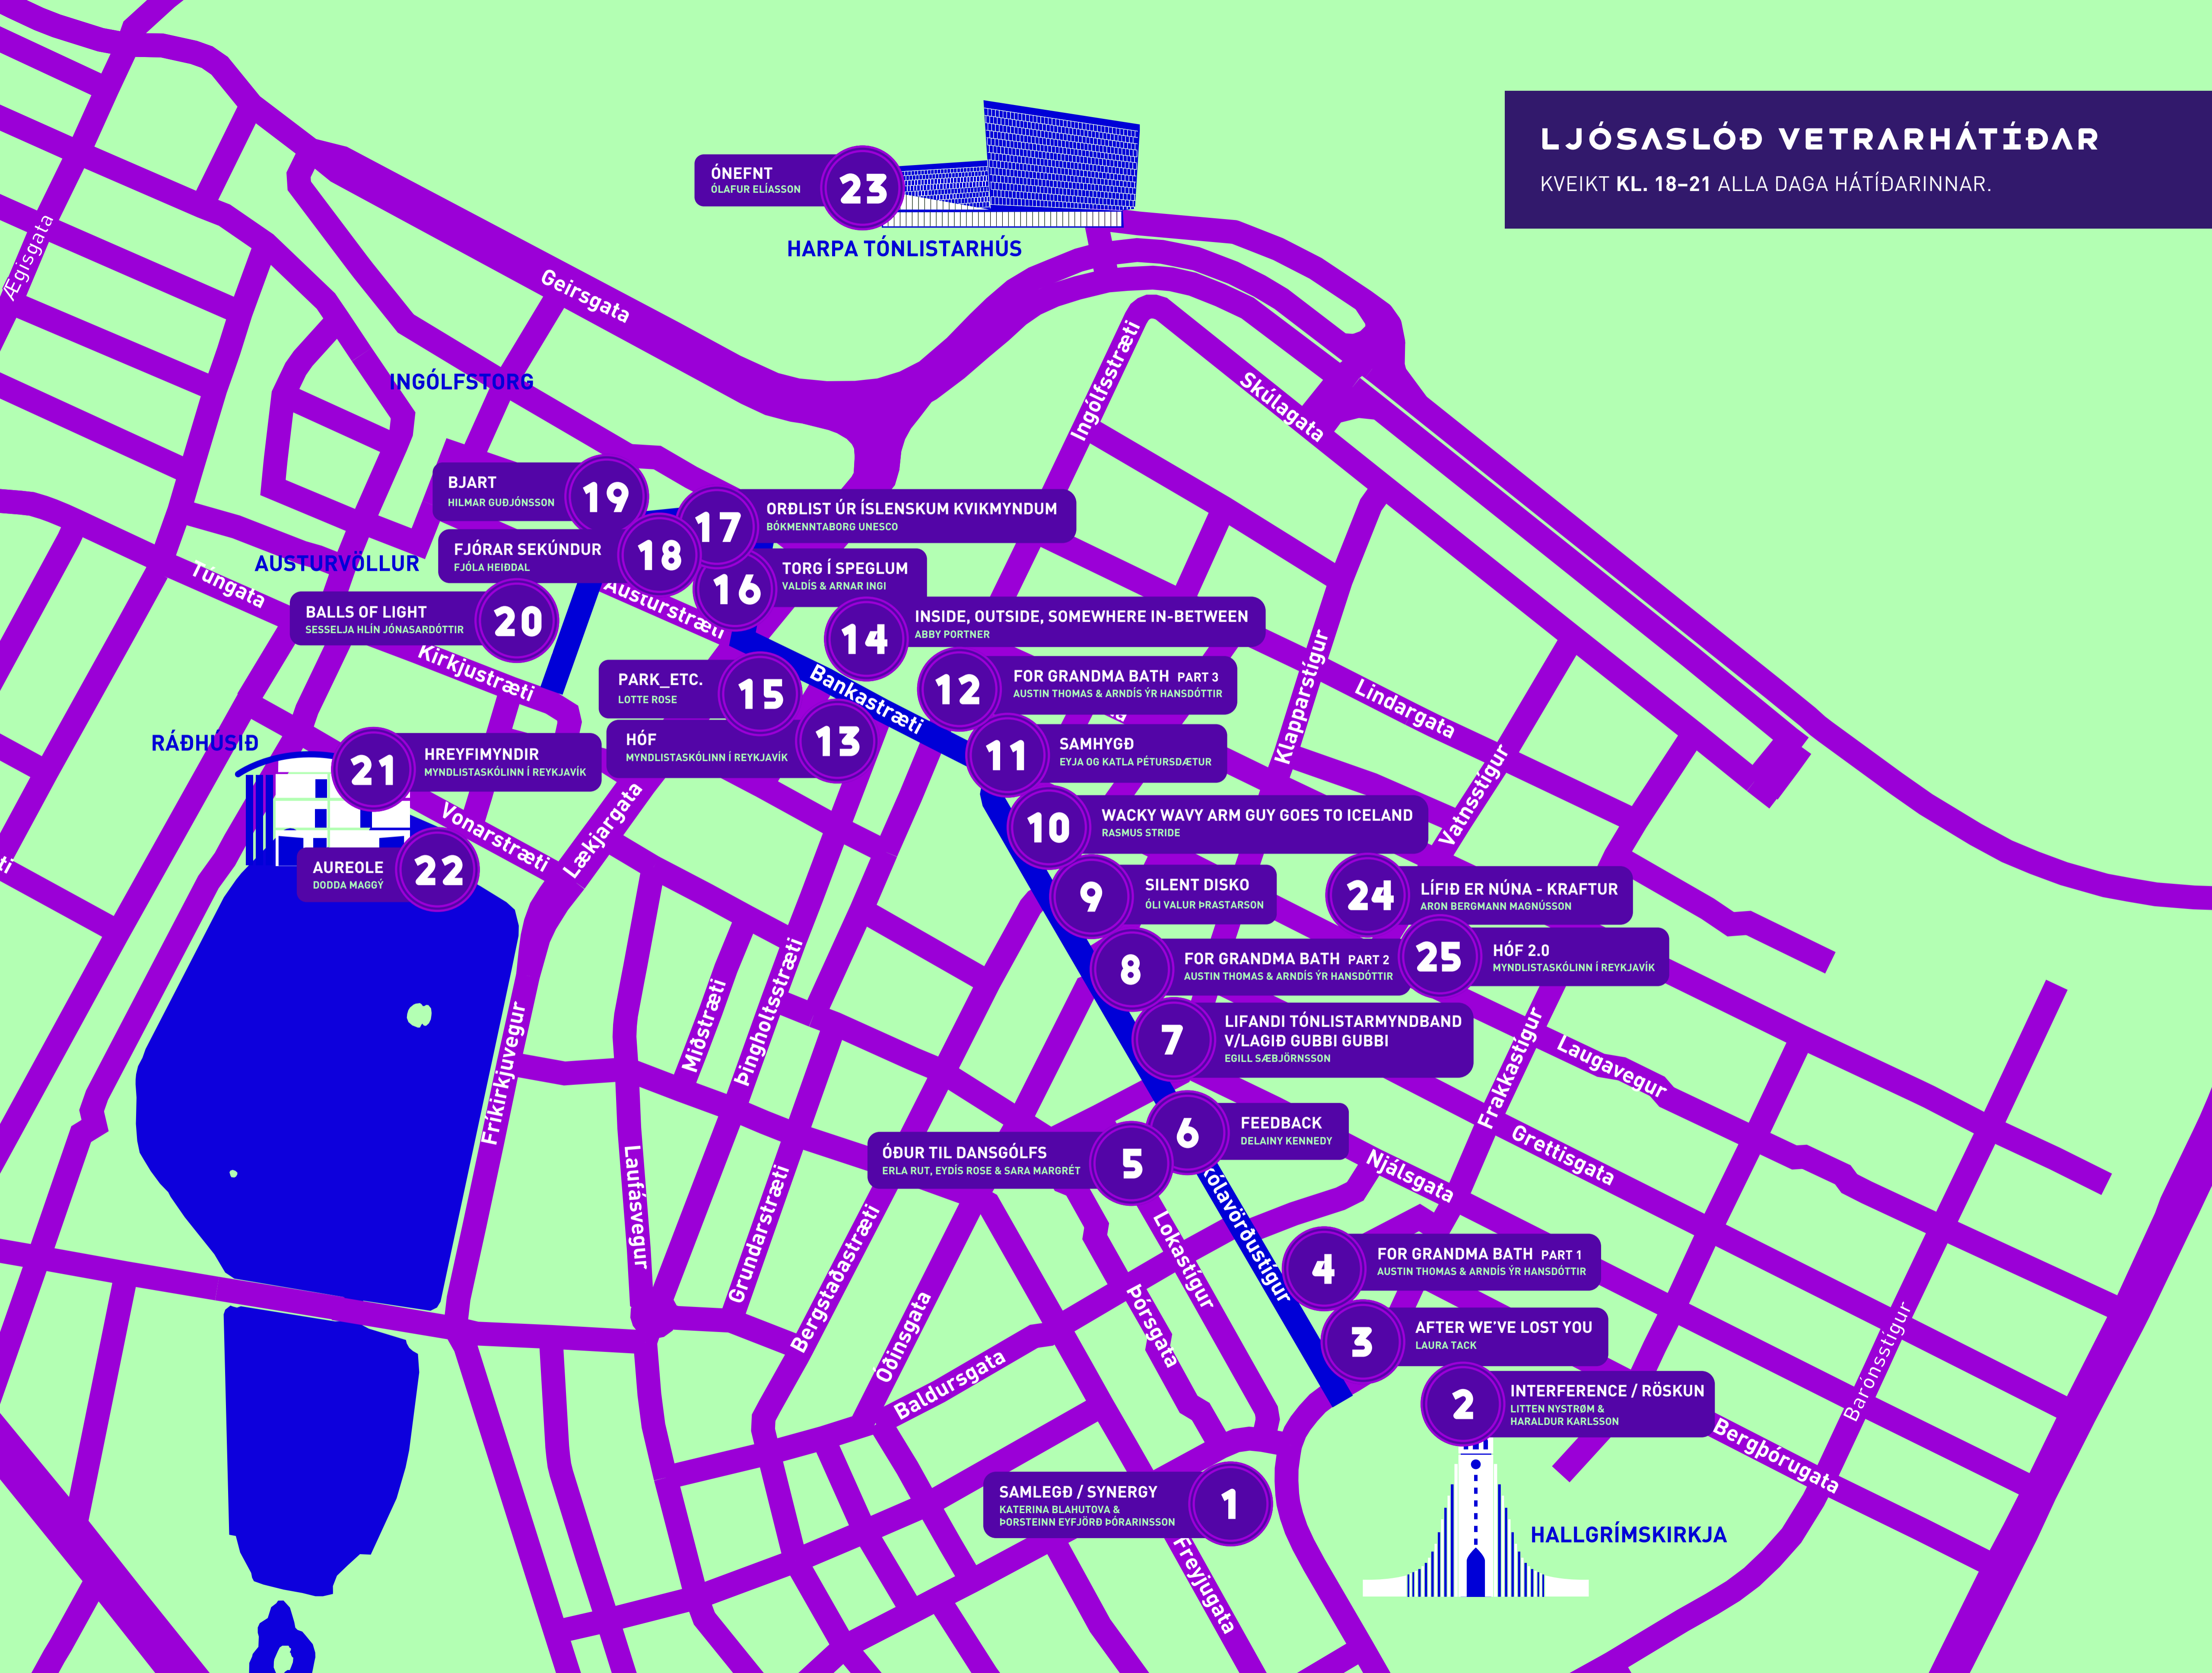 LJÓSASLÓÐ VETRARHÁTÍÐAR
KVEIKT KL. 18–21 ALLA DAGA HÁTÍÐARINNAR.
23
ÓNEFNT
ÓLAFUR ELÍASSON
HARPA TÓNLISTARHÚS
Ægisgata
Geirsgata
INGÓLFSTORG
Ingólfsstræti
Skúlagata
BJART
HILMAR GUÐJÓNSSON
19
17
ORÐLIST ÚR ÍSLENSKUM KVIKMYNDUM
BÓKMENNTABORG UNESCO
FJÓRAR SEKÚNDUR
FJÓLA HEIÐDAL
18
AUSTURVÖLLUR
Túngata
16
TORG Í SPEGLUM
VALDÍS & ARNAR INGI
Austurstræti
BALLS OF LIGHT
SESSELJA HLÍN JÓNASARDÓTTIR
20
14
INSIDE, OUTSIDE, SOMEWHERE IN-BETWEEN
ABBY PORTNER
Kirkjustræti
PARK_ETC.
LOTTE ROSE
15
Bankastræti
12
FOR GRANDMA BATH PART 3
AUSTIN THOMAS & ARNDÍS ÝR HANSDÓTTIR
Klapparstígur
Lindargata
RÁÐHÚSIÐ
21
HREYFIMYNDIR
MYNDLISTASKÓLINN Í REYKJAVÍK
HÓF
MYNDLISTASKÓLINN Í REYKJAVÍK
13
11
SAMHYGÐ
EYJA OG KATLA PÉTURSDÆTUR
Vatnsstígur
Vonarstræti
Lækjargata
10
WACKY WAVY ARM GUY GOES TO ICELAND
RASMUS STRIDE
ti
AUREOLE
DODDA MAGGÝ
22
9
SILENT DISKO
ÓLI VALUR ÞRASTARSON
24
LÍFIÐ ER NÚNA - KRAFTUR
ARON BERGMANN MAGNÚSSON
8
FOR GRANDMA BATH PART 2
AUSTIN THOMAS & ARNDÍS ÝR HANSDÓTTIR
25
HÓF 2.0
MYNDLISTASKÓLINN Í REYKJAVÍK
7
LIFANDI TÓNLISTARMYNDBAND
V/LAGIÐ GUBBI GUBBI
EGILL SÆBJÖRNSSON
Fríkirkjuvegur
Miðstræti
Þingholtsstræti
Frakkastígur
Laugavegur
6
FEEDBACK
DELAINY KENNEDY
ÓÐUR TIL DANSGÓLFS
ERLA RUT, EYDÍS ROSE & SARA MARGRÉT
5
Grettisgata
Njálsgata
Laufásvegur
Grundarstræti
Bergstaðastræti
Oðinsgata
Baldursgata
Lokastígur
Þórsgata
ólavörðustígur
4
FOR GRANDMA BATH PART 1
AUSTIN THOMAS & ARNDÍS ÝR HANSDÓTTIR
3
AFTER WE'VE LOST YOU
LAURA TACK
2
INTERFERENCE / RÖSKUN
LITTEN NYSTRØM &
HARALDUR KARLSSON
Barónsstígur
Bergþórugata
SAMLEGÐ / SYNERGY
KATERINA BLAHUTOVA &
ÞORSTEINN EYFJÖRÐ ÞÓRARINSSON
1
HALLGRÍMSKIRKJA
Freyjugata